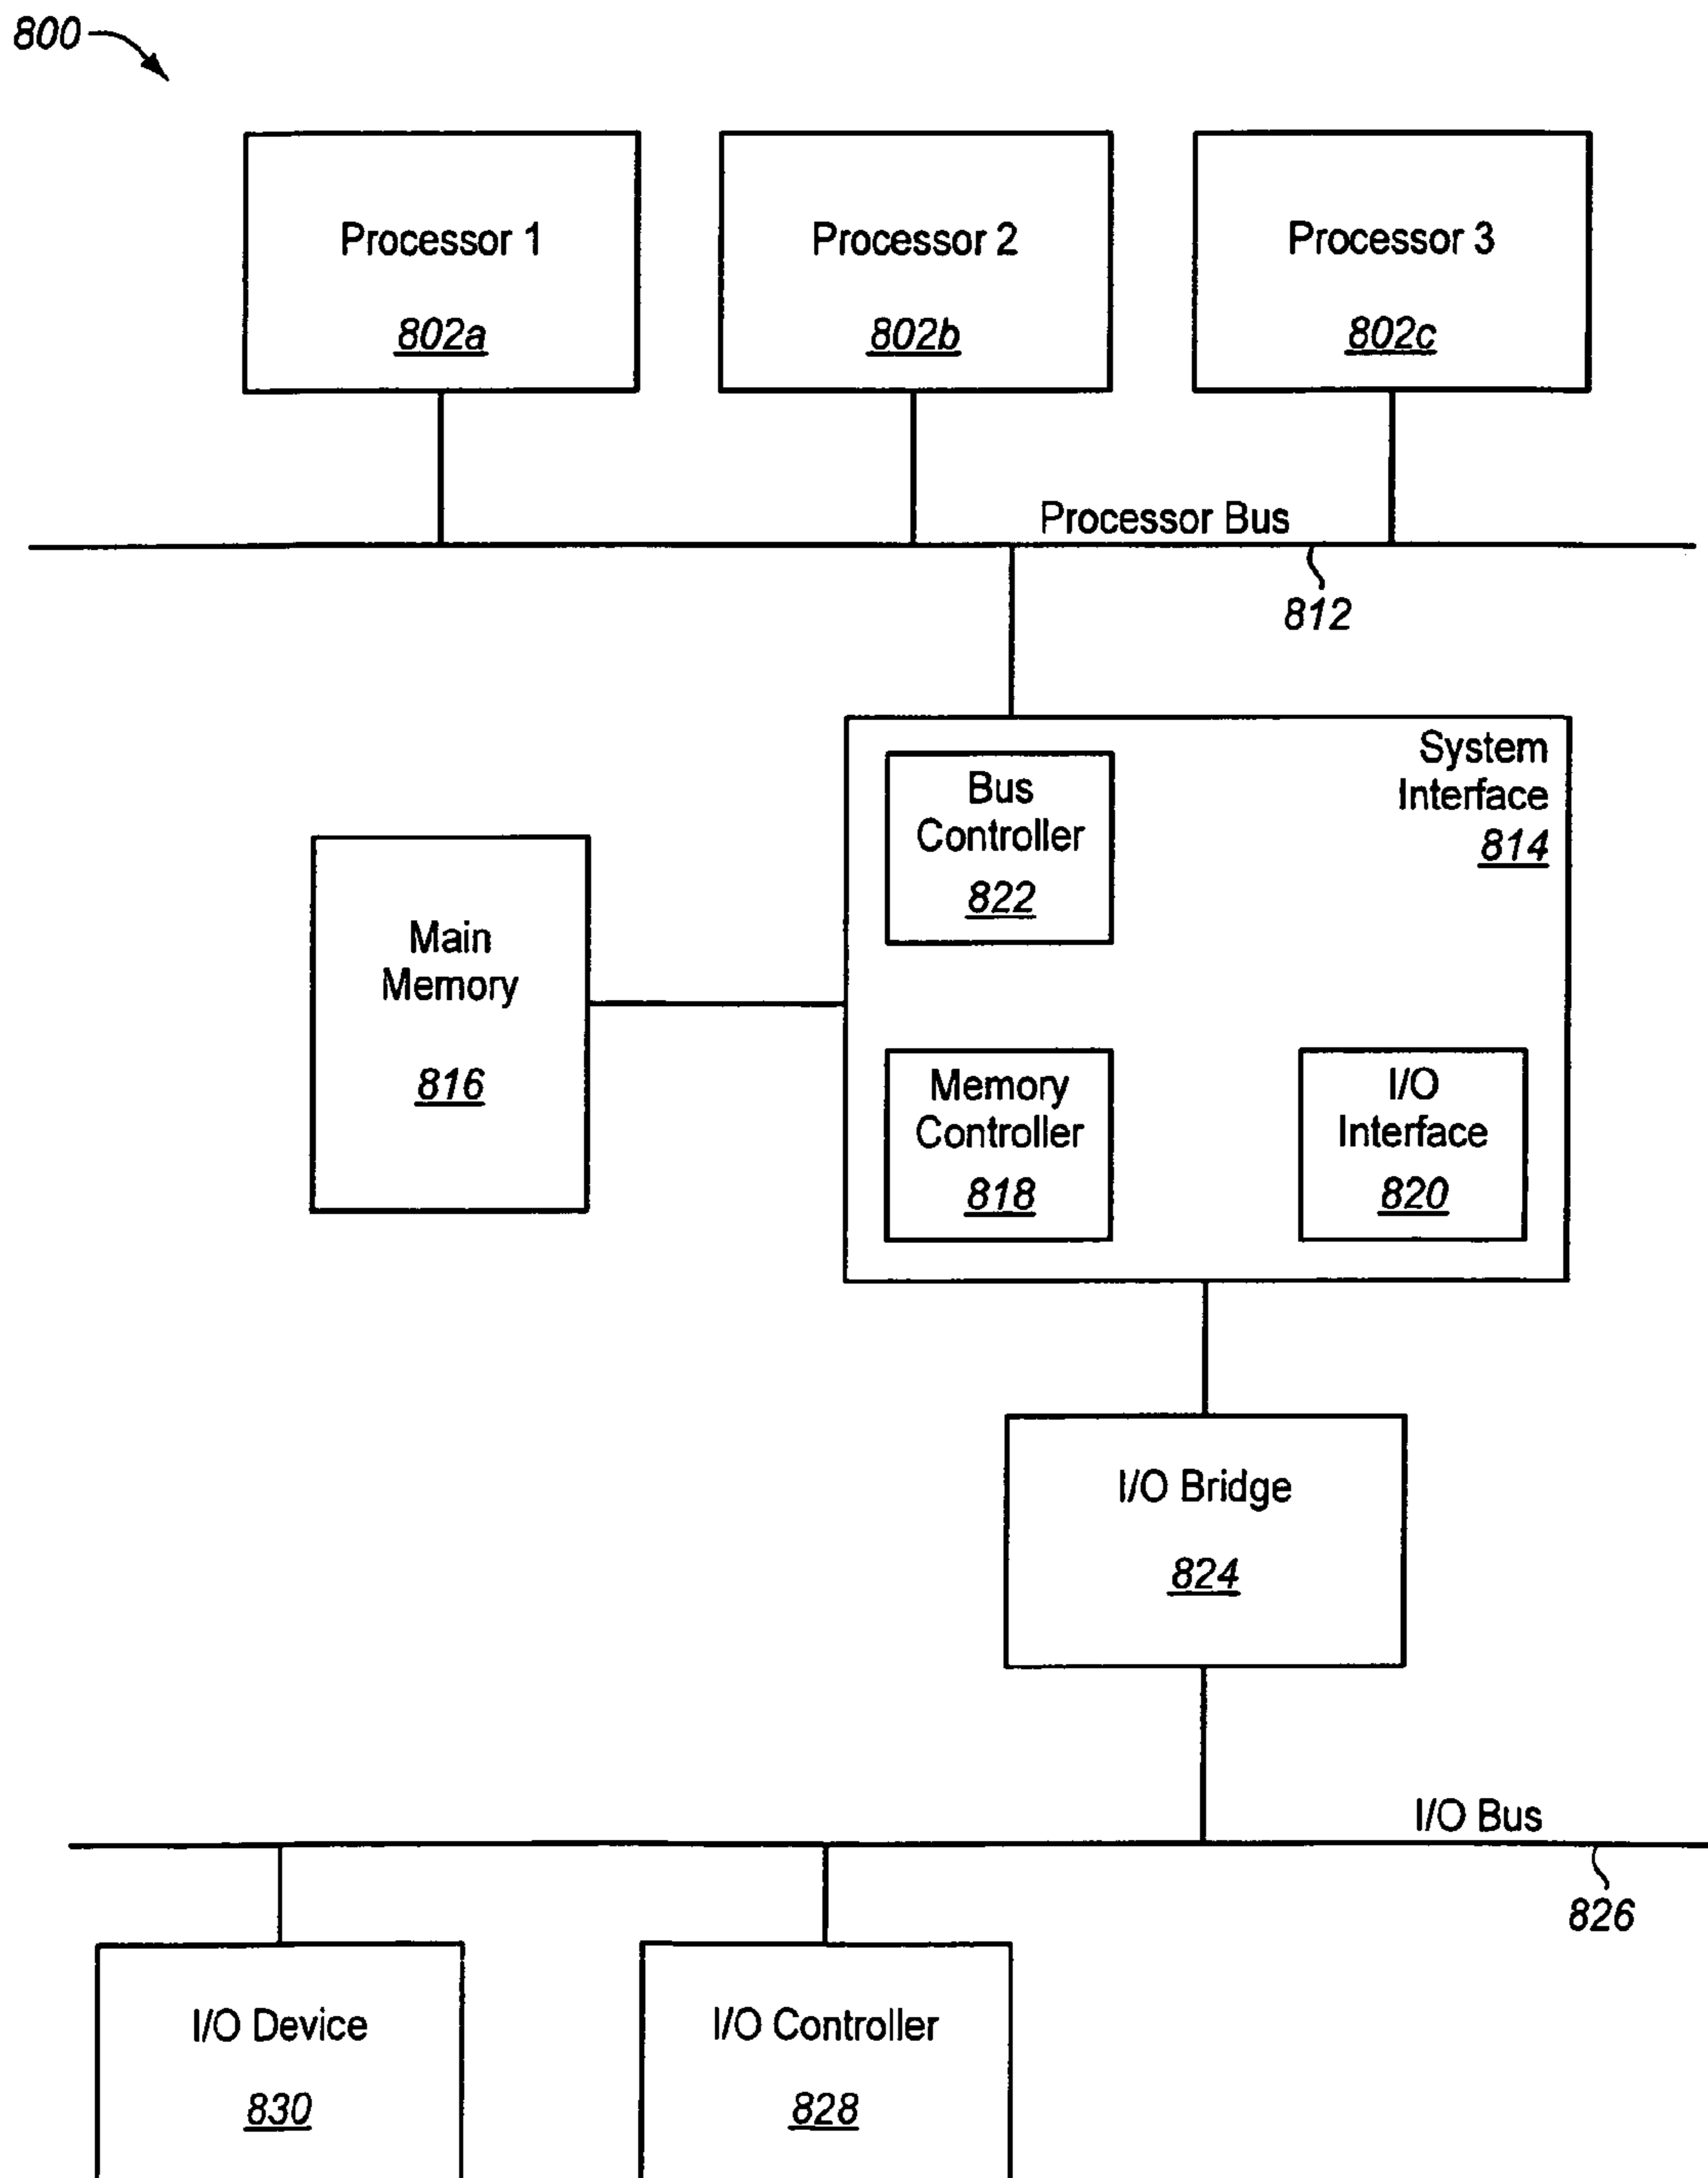 800
Processor 1
802a
Processor 2
802b
Processor 3
802c
Processor Bus
812
System
Interface
814
Bus
Controller
822
Main
Memory
816
Memory
Controller
818
I/O
Interface
820
I/O Bridge
824
I/O Bus
826
I/O Device
830
I/O Controller
828